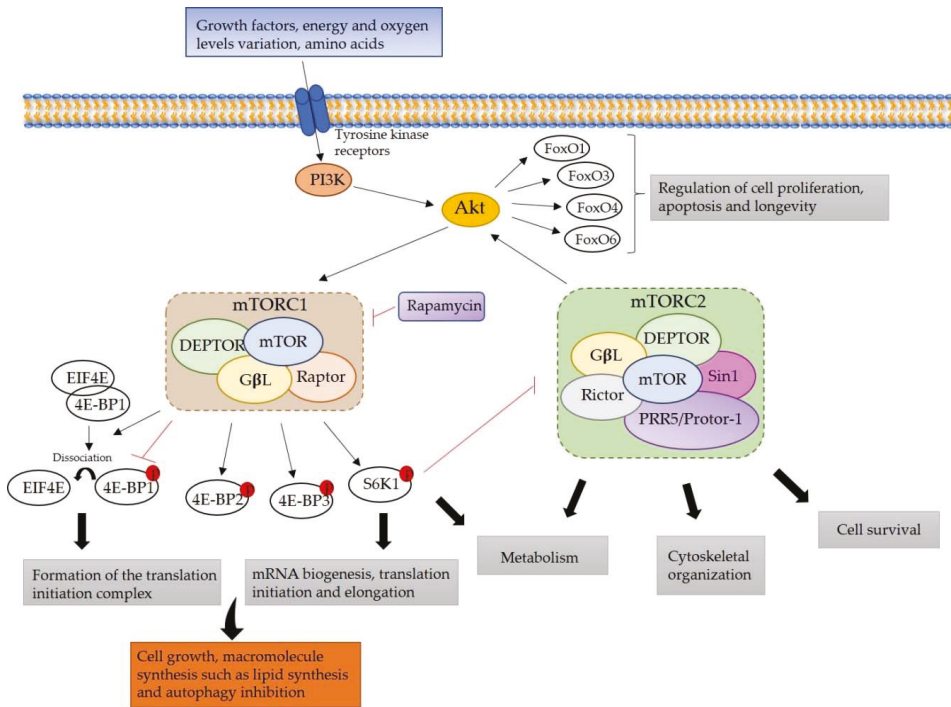 Growth factors, energy and oxygen
levels variation, amino acids
Tyrosine kinase
receptors
PI3K
Akt
FoxO1
FoxO3
FoxO4
FoxO6
Regulation of cell proliferation,
apoptosis and longevity
mTORC1
DEPTOR
mTOR
GβL
Raptor
Rapamycin
mTORC2
DEPTOR
GβL
mTOR
Sin1
Rictor
PRR5/Protor-1
EIF4E
4E-BP1
Dissociation
EIF4E
4E-BP1
4E-BP2
4E-BP3
S6K1
Formation of the translation
initiation complex
mRNA biogenesis, translation
initiation and elongation
Metabolism
Cytoskeletal
organization
Cell survival
Cell growth, macromolecule
synthesis such as lipid synthesis
and autophagy inhibition